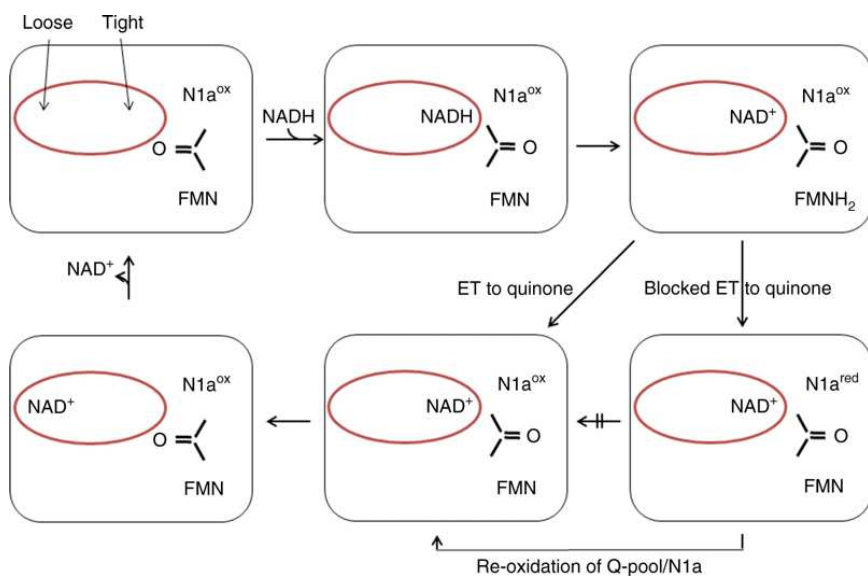 Loose Tight
N1a^ox
O
FMN
NADH
NADH
N1a^ox
O
FMN
NAD⁺
N1a^ox
O
FMNH₂
NAD⁺
ET to quinone
Blocked ET to quinone
NAD⁺
N1a^ox
O
FMN
NAD⁺
N1a^ox
O
FMN
NAD⁺
N1a^red
O
FMN
Re-oxidation of Q-pool/N1a